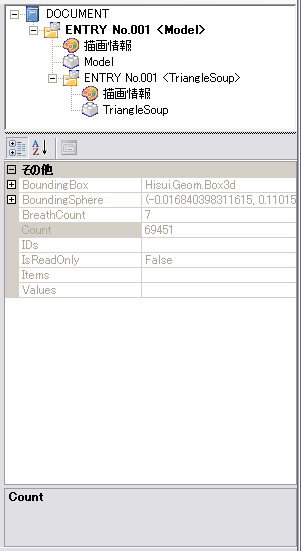 DOCUMENT
ENTRY No.001 <Model>
描画情報
Model
ENTRY No.001 <TriangleSoup>
描画情報
TriangleSoup
その他
BoundingBox Hisui.Geom.Box3d
BoundingSphere (-0.016840398311615, 0.11015
BreathCount 7
Count 69451
IDs
IsReadOnly False
Items
Values
Count